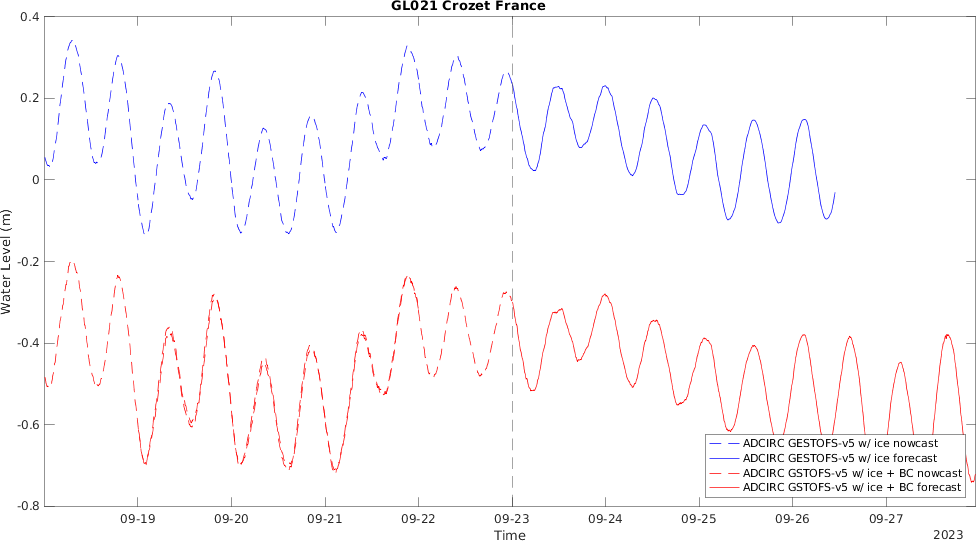 GL021 Crozet France
0.4
0.2
0
-0.2
-0.4
-0.6
-0.8
Water Level (m)
ADCIRC GESTOFS-v5 w/ ice nowcast
ADCIRC GESTOFS-v5 w/ ice forecast
ADCIRC GSTOFS-v5 w/ ice + BC nowcast
ADCIRC GSTOFS-v5 w/ ice + BC forecast
09-19 09-20 09-21 09-22 09-23 09-24 09-25 09-26 09-27
Time
2023